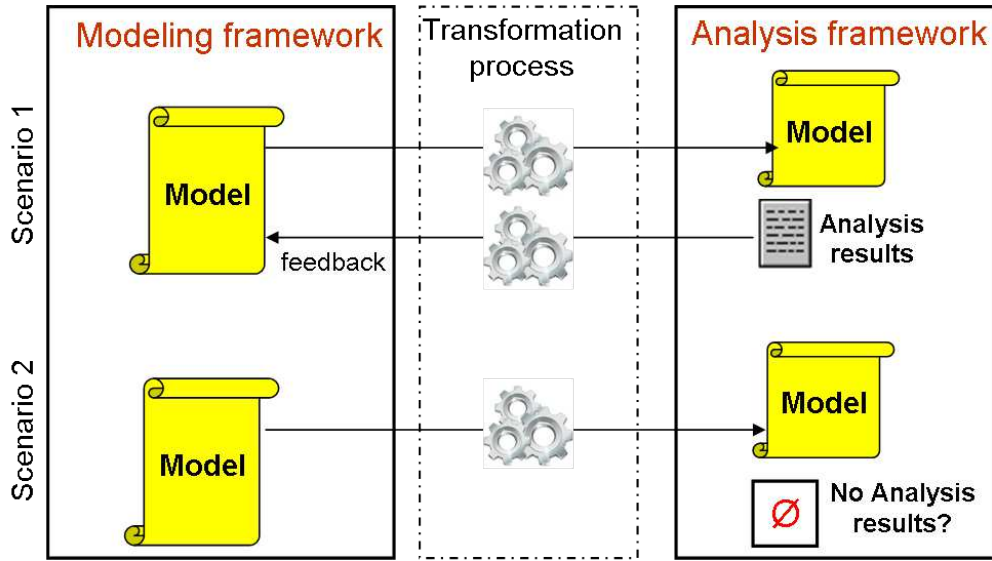 Modeling framework
Transformation
process
Analysis framework
Scenario 1
Model
Model
feedback
Analysis
results
Scenario 2
Model
Model
∅
No Analysis
results?